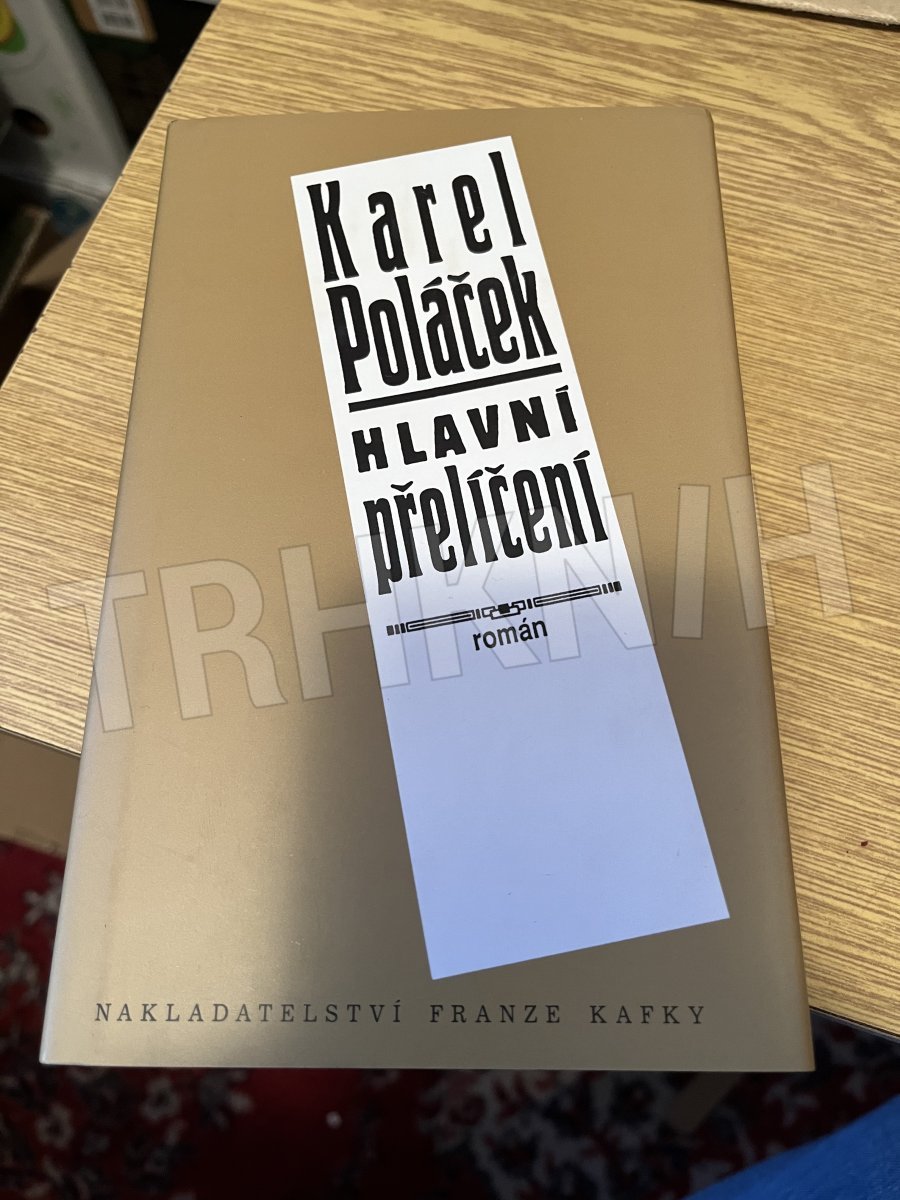 Karel
Poláček
HLAVNÍ
přelíčení
román
TRHKNIH
NAKLADATELSTVÍ FRANZE KAFKY